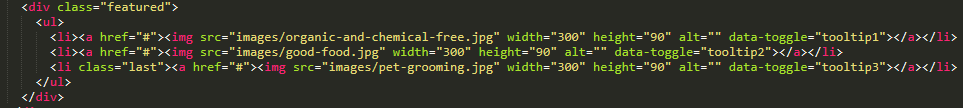 <div class="featured">
<ul>
<li><a href="#"><img src="images/organic-and-chemical-free.jpg" width="300" height="90" alt="" data-toggle="tooltip1"></a></li>
<li><a href="#"><img src="images/good-food.jpg" width="300" height="90" alt="" data-toggle="tooltip2"></a></li>
<li class="last"><a href="#"><img src="images/pet-grooming.jpg" width="300" height="90" alt="" data-toggle="tooltip3"></a></li>
</ul>
</div>